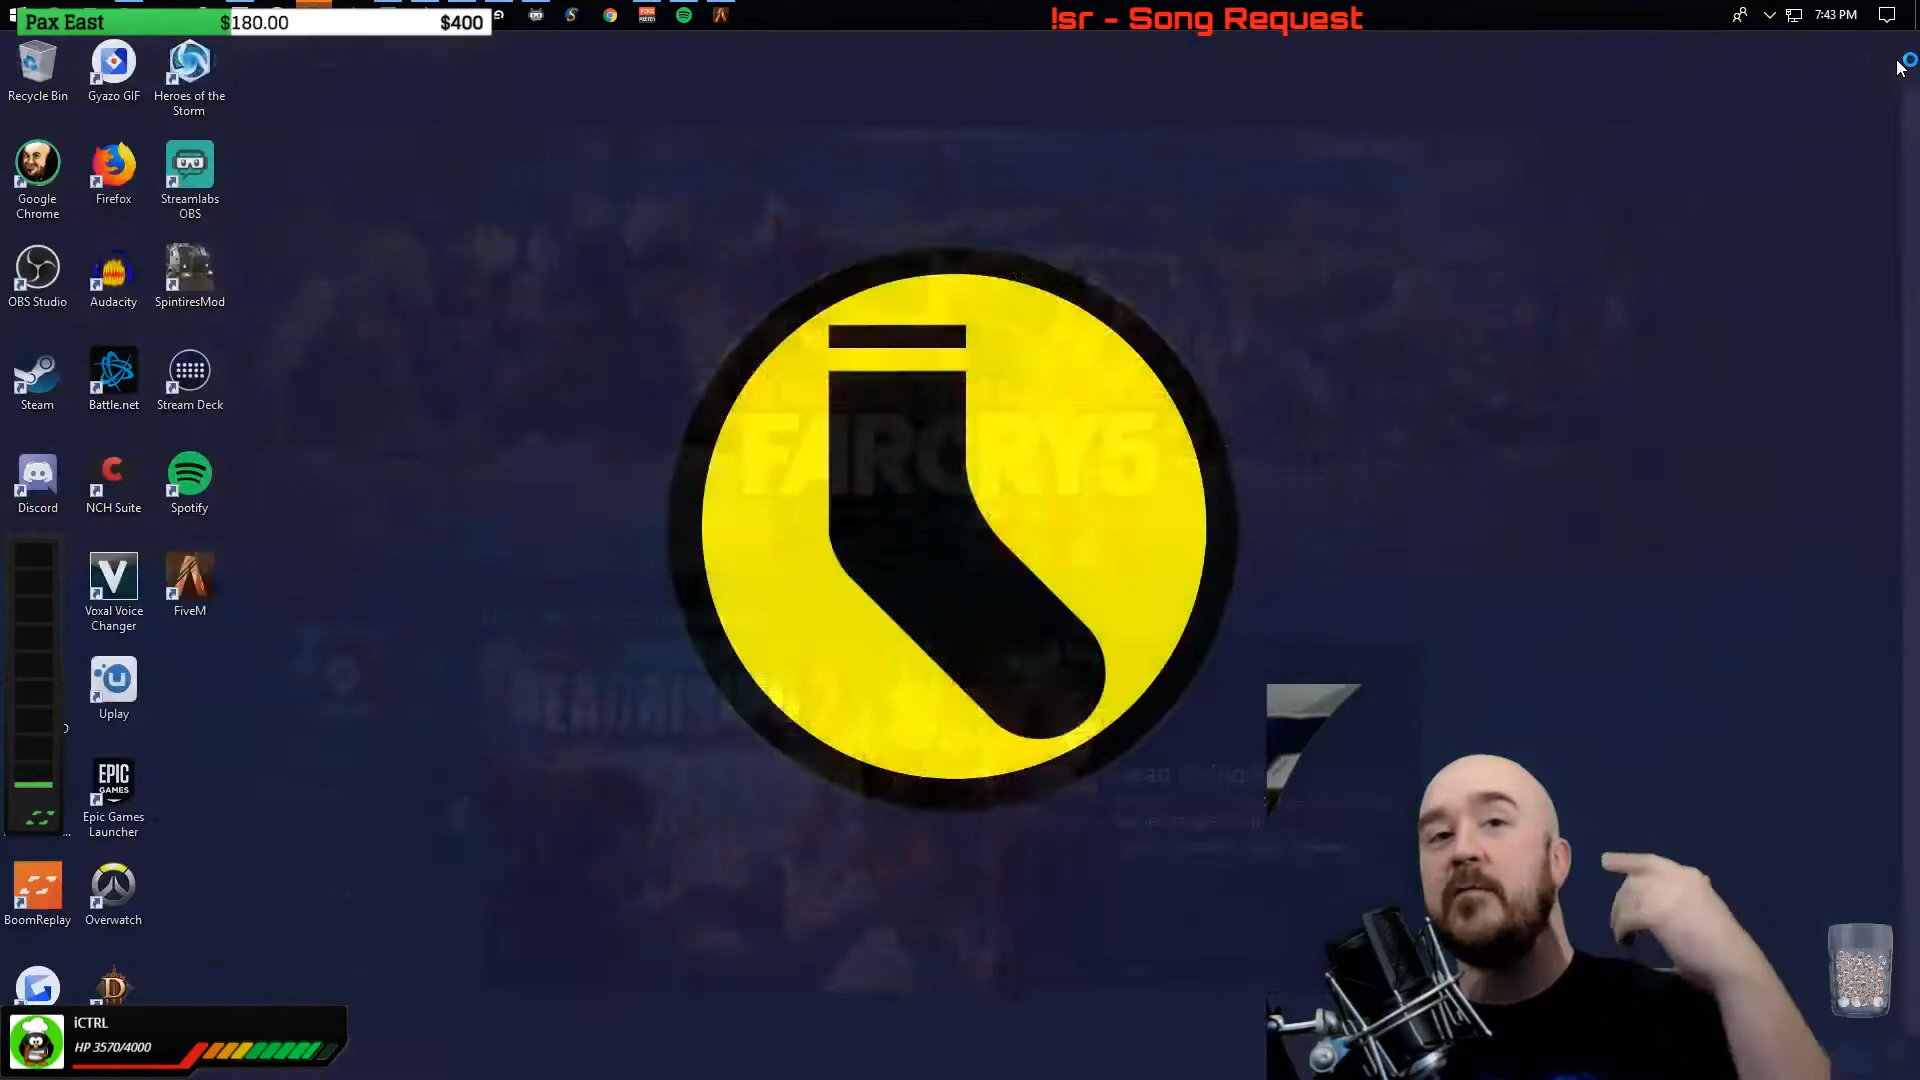 Pax East $180.00 $400
!sr - Song Request
7:43 PM
Recycle Bin
Gyazo GIF
Heroes of the
Storm
Google
Chrome
Firefox
Streamlabs
OBS
OBS Studio
Audacity
SpintiresMod
Steam
Battle.net
Stream Deck
Discord
NCH Suite
Spotify
FARCRY5
Voxal Voice
Changer
FiveM
Uplay
EPIC
GAMES
Epic Games
Launcher
BoomReplay
Overwatch
iCTRL
HP 3570/4000